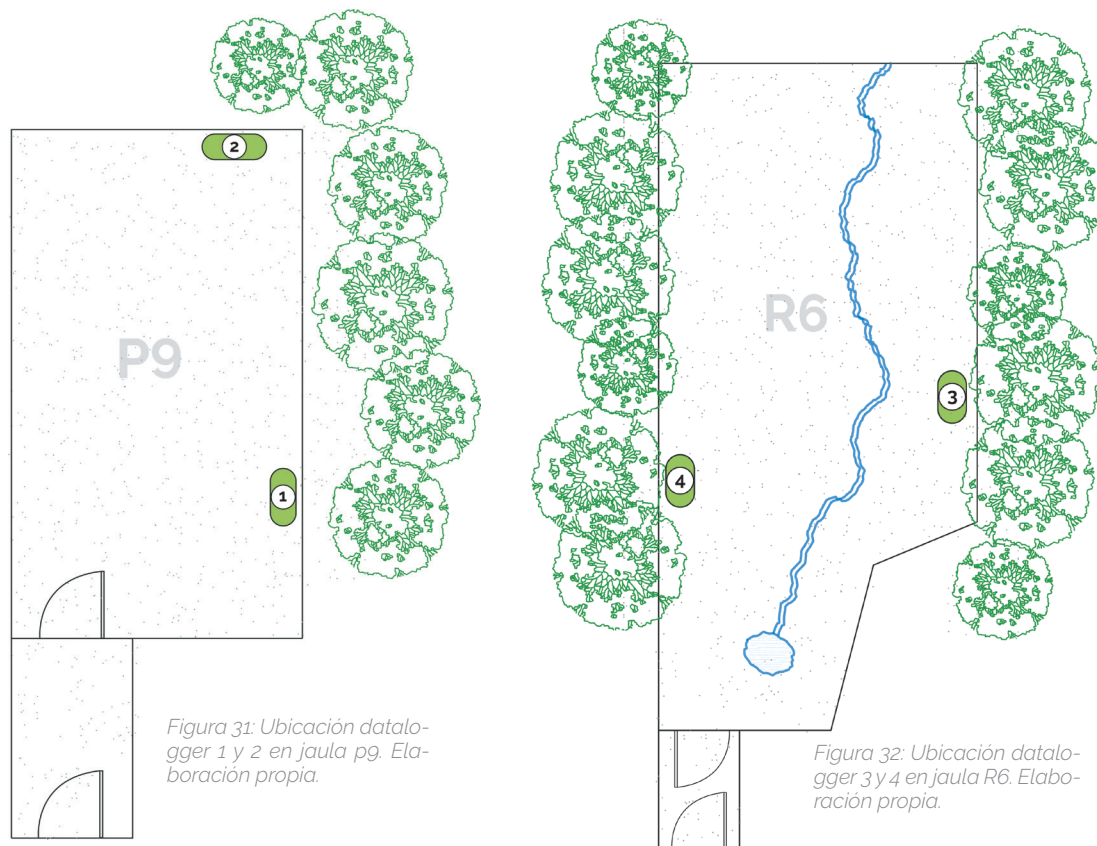 2
P9
1
Figura 31: Ubicación datalo-
gger 1 y 2 en jaula p9. Ela-
boración propia.
R6
3
4
Figura 32: Ubicación datalo-
gger 3 y 4 en jaula R6. Elabo-
ración propia.